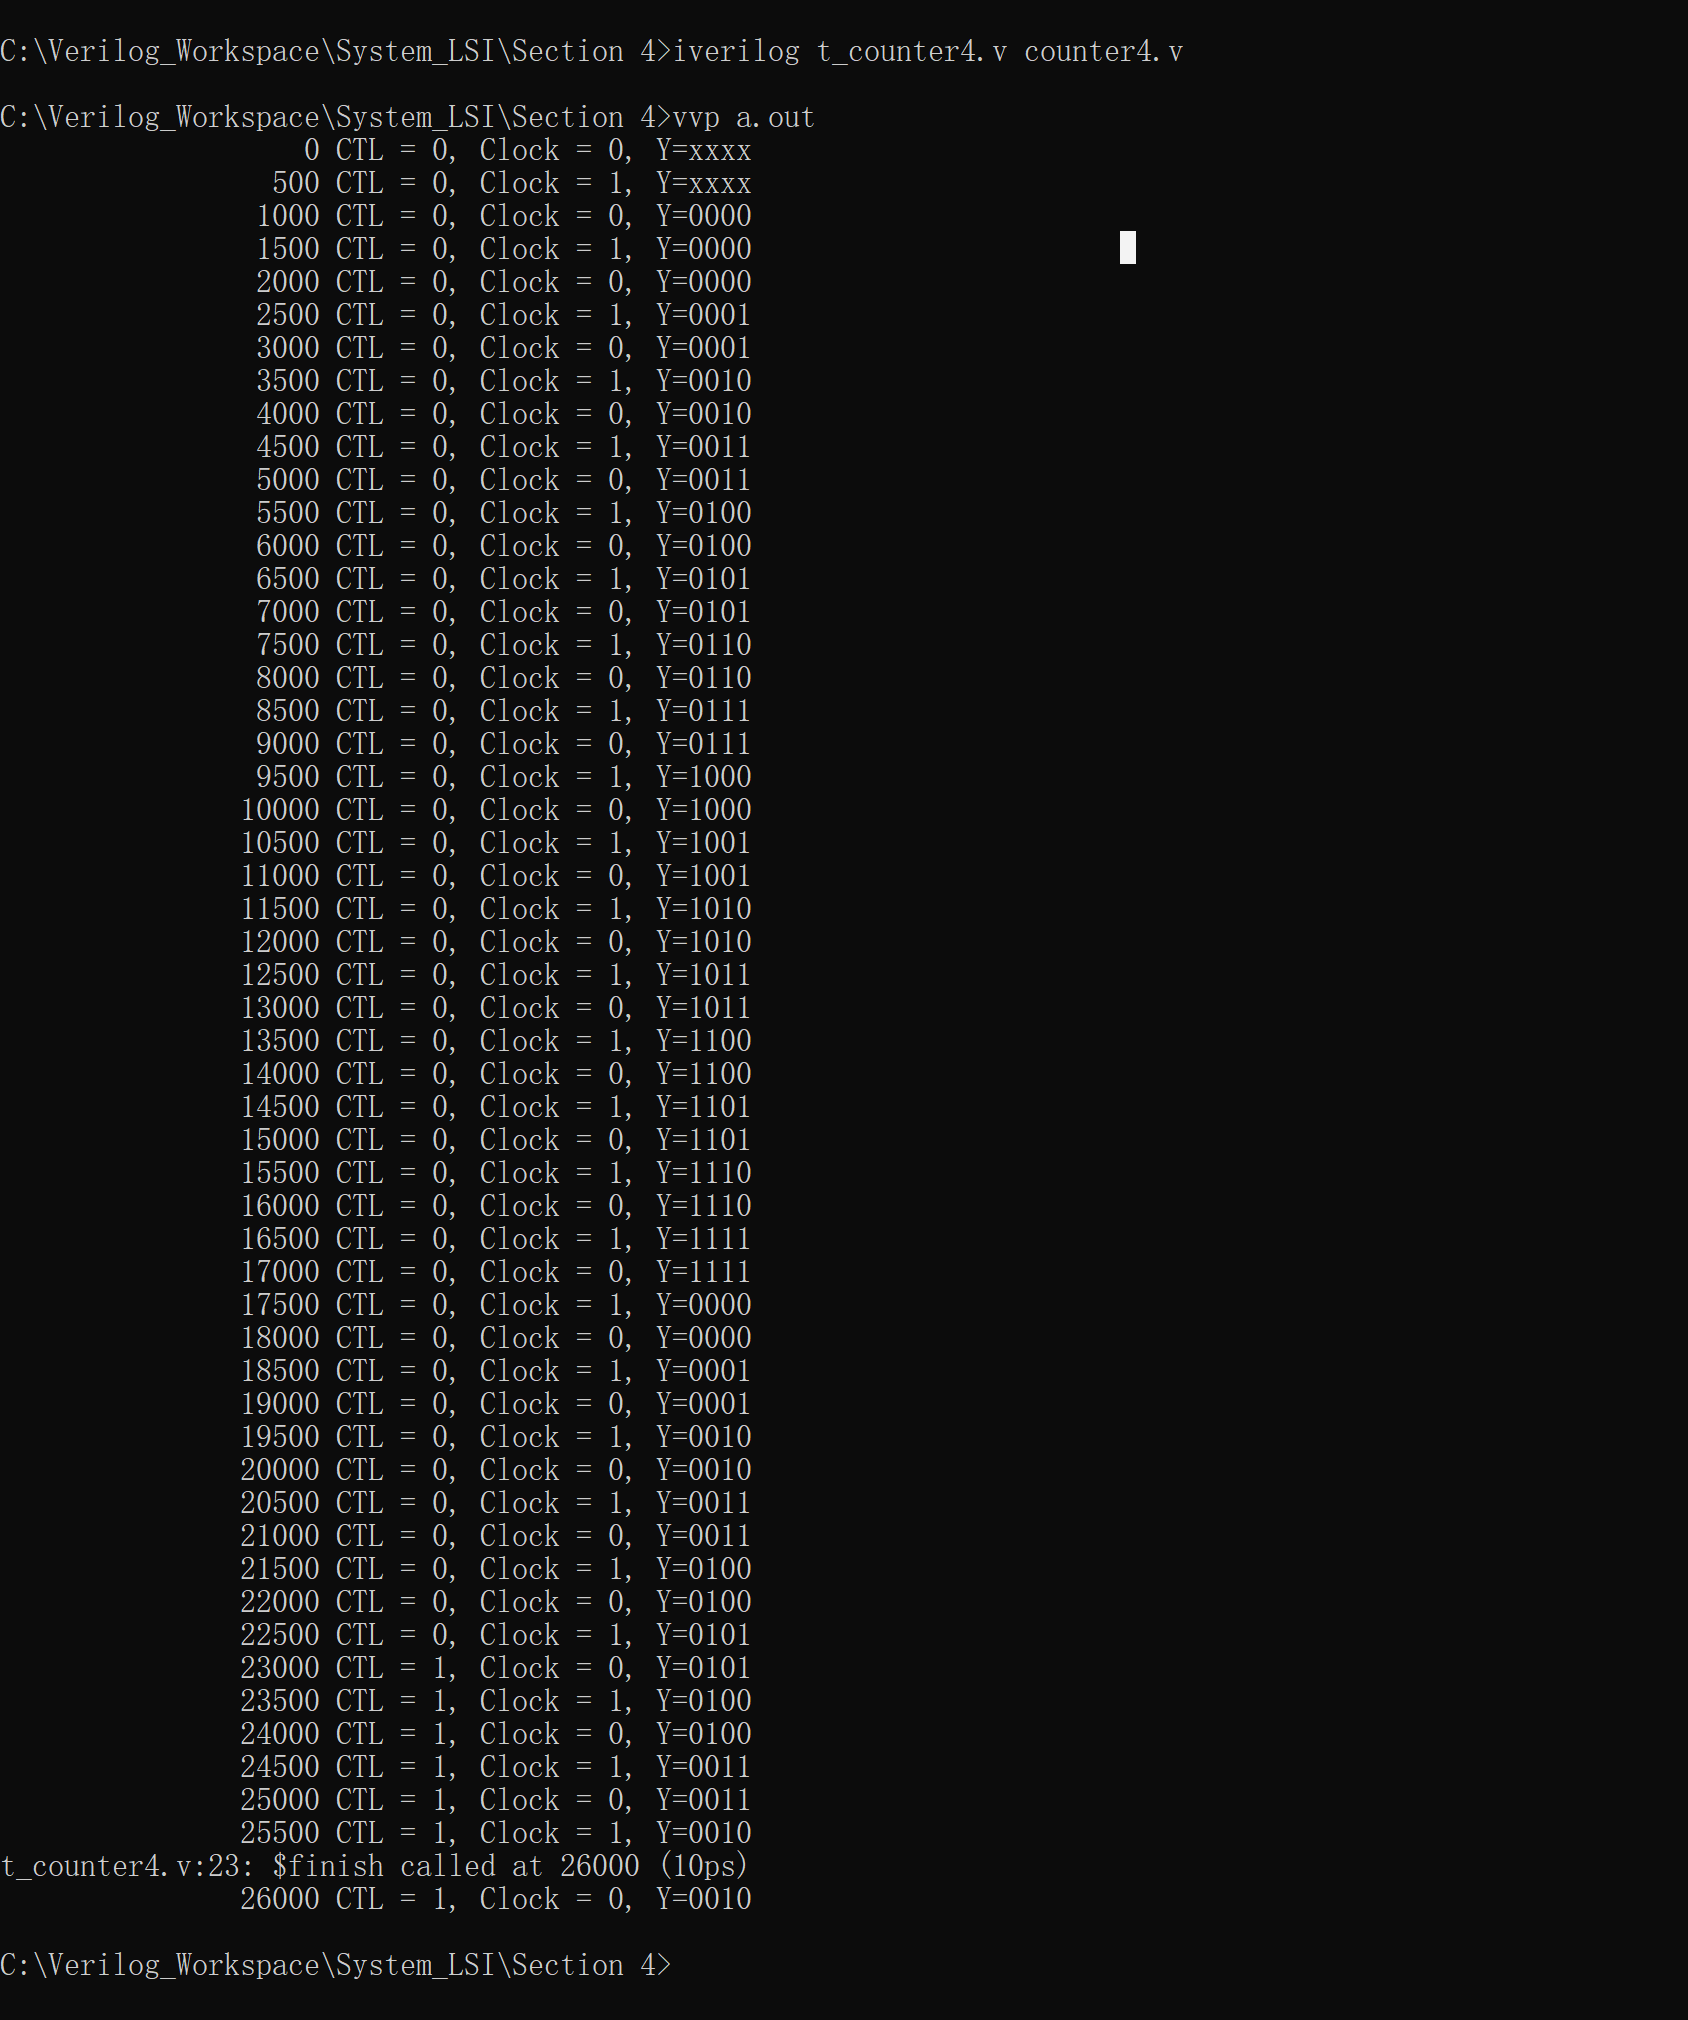 C:\Verilog_Workspace\System_LSI\Section 4>iverilog t_counter4.v counter4.v
C:\Verilog_Workspace\System_LSI\Section 4>vvp a.out
0 CTL = 0, Clock = 0, Y=xxxx
500 CTL = 0, Clock = 1, Y=xxxx
1000 CTL = 0, Clock = 0, Y=0000
1500 CTL = 0, Clock = 1, Y=0000
2000 CTL = 0, Clock = 0, Y=0000
2500 CTL = 0, Clock = 1, Y=0001
3000 CTL = 0, Clock = 0, Y=0001
3500 CTL = 0, Clock = 1, Y=0010
4000 CTL = 0, Clock = 0, Y=0010
4500 CTL = 0, Clock = 1, Y=0011
5000 CTL = 0, Clock = 0, Y=0011
5500 CTL = 0, Clock = 1, Y=0100
6000 CTL = 0, Clock = 0, Y=0100
6500 CTL = 0, Clock = 1, Y=0101
7000 CTL = 0, Clock = 0, Y=0101
7500 CTL = 0, Clock = 1, Y=0110
8000 CTL = 0, Clock = 0, Y=0110
8500 CTL = 0, Clock = 1, Y=0111
9000 CTL = 0, Clock = 0, Y=0111
9500 CTL = 0, Clock = 1, Y=1000
10000 CTL = 0, Clock = 0, Y=1000
10500 CTL = 0, Clock = 1, Y=1001
11000 CTL = 0, Clock = 0, Y=1001
11500 CTL = 0, Clock = 1, Y=1010
12000 CTL = 0, Clock = 0, Y=1010
12500 CTL = 0, Clock = 1, Y=1011
13000 CTL = 0, Clock = 0, Y=1011
13500 CTL = 0, Clock = 1, Y=1100
14000 CTL = 0, Clock = 0, Y=1100
14500 CTL = 0, Clock = 1, Y=1101
15000 CTL = 0, Clock = 0, Y=1101
15500 CTL = 0, Clock = 1, Y=1110
16000 CTL = 0, Clock = 0, Y=1110
16500 CTL = 0, Clock = 1, Y=1111
17000 CTL = 0, Clock = 0, Y=1111
17500 CTL = 0, Clock = 1, Y=0000
18000 CTL = 0, Clock = 0, Y=0000
18500 CTL = 0, Clock = 1, Y=0001
19000 CTL = 0, Clock = 0, Y=0001
19500 CTL = 0, Clock = 1, Y=0010
20000 CTL = 0, Clock = 0, Y=0010
20500 CTL = 0, Clock = 1, Y=0011
21000 CTL = 0, Clock = 0, Y=0011
21500 CTL = 0, Clock = 1, Y=0100
22000 CTL = 0, Clock = 0, Y=0100
22500 CTL = 0, Clock = 1, Y=0101
23000 CTL = 1, Clock = 0, Y=0101
23500 CTL = 1, Clock = 1, Y=0100
24000 CTL = 1, Clock = 0, Y=0100
24500 CTL = 1, Clock = 1, Y=0011
25000 CTL = 1, Clock = 0, Y=0011
25500 CTL = 1, Clock = 1, Y=0010
t_counter4.v:23: $finish called at 26000 (10ps)
26000 CTL = 1, Clock = 0, Y=0010
C:\Verilog_Workspace\System_LSI\Section 4>